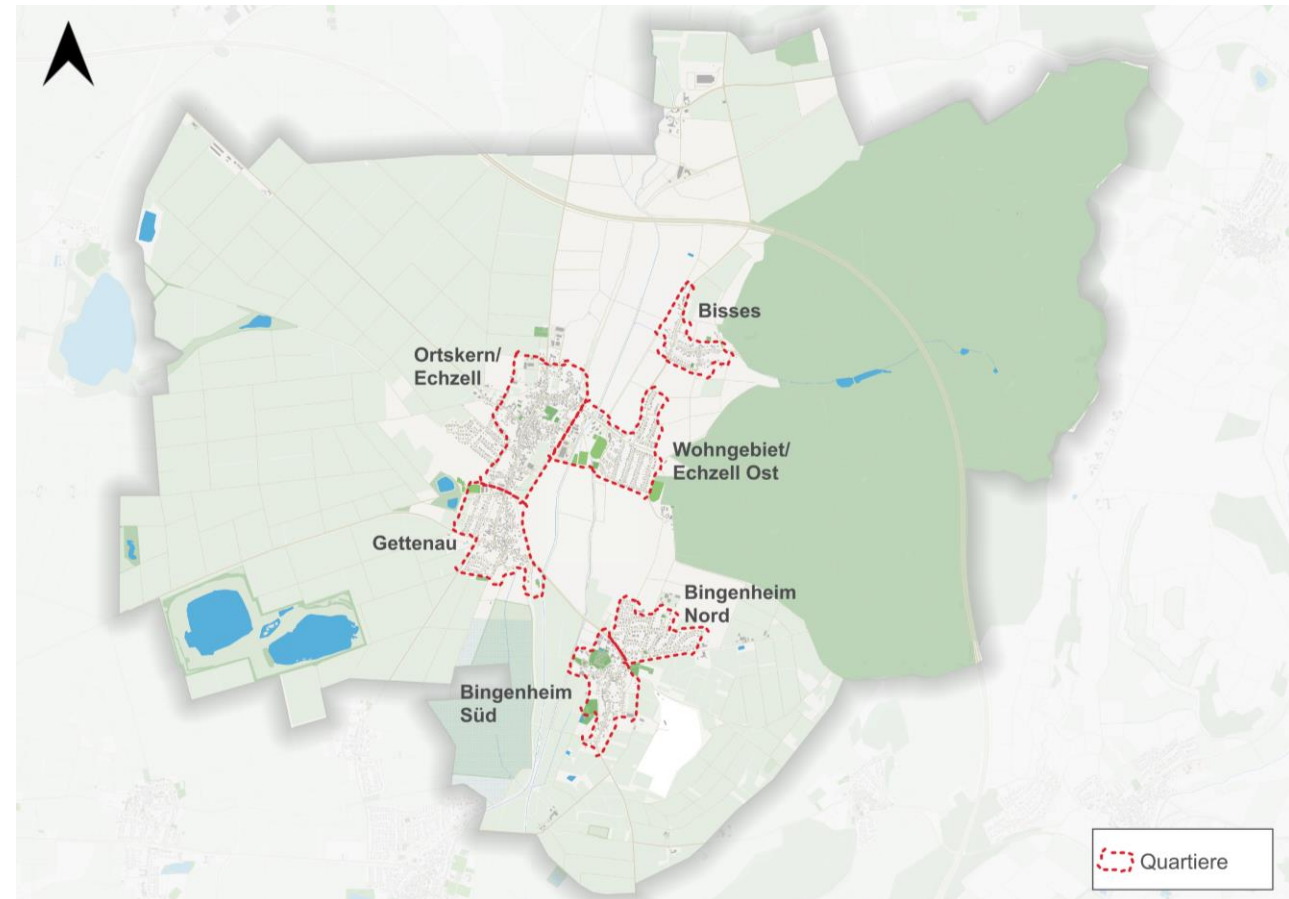 Bisses
Ortskern/
Echzell
Wohngebiet/
Echzell Ost
Gettenau
Bingenheim
Nord
Bingenheim
Süd
Quartiere